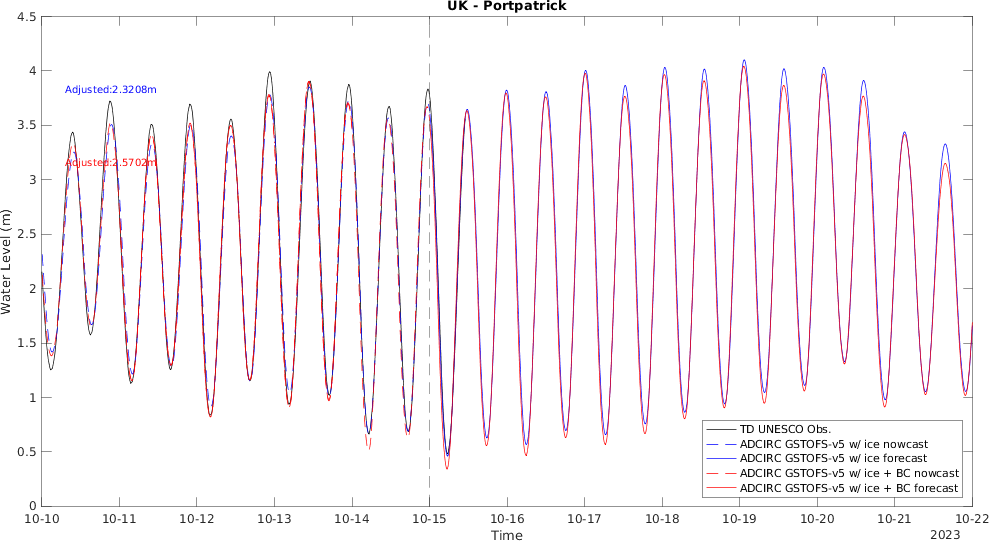 UK - Portpatrick
Water Level (m)
4.5
4
3.5
3
2.5
2
1.5
1
0.5
0
Adjusted:2.3208m
Adjusted:2.5702m
TD UNESCO Obs.
ADCIRC GSTOFS-v5 w/ ice nowcast
ADCIRC GSTOFS-v5 w/ ice forecast
ADCIRC GSTOFS-v5 w/ ice + BC nowcast
ADCIRC GSTOFS-v5 w/ ice + BC forecast
10-10 10-11 10-12 10-13 10-14 10-15 10-16 10-17 10-18 10-19 10-20 10-21 10-22
Time
2023